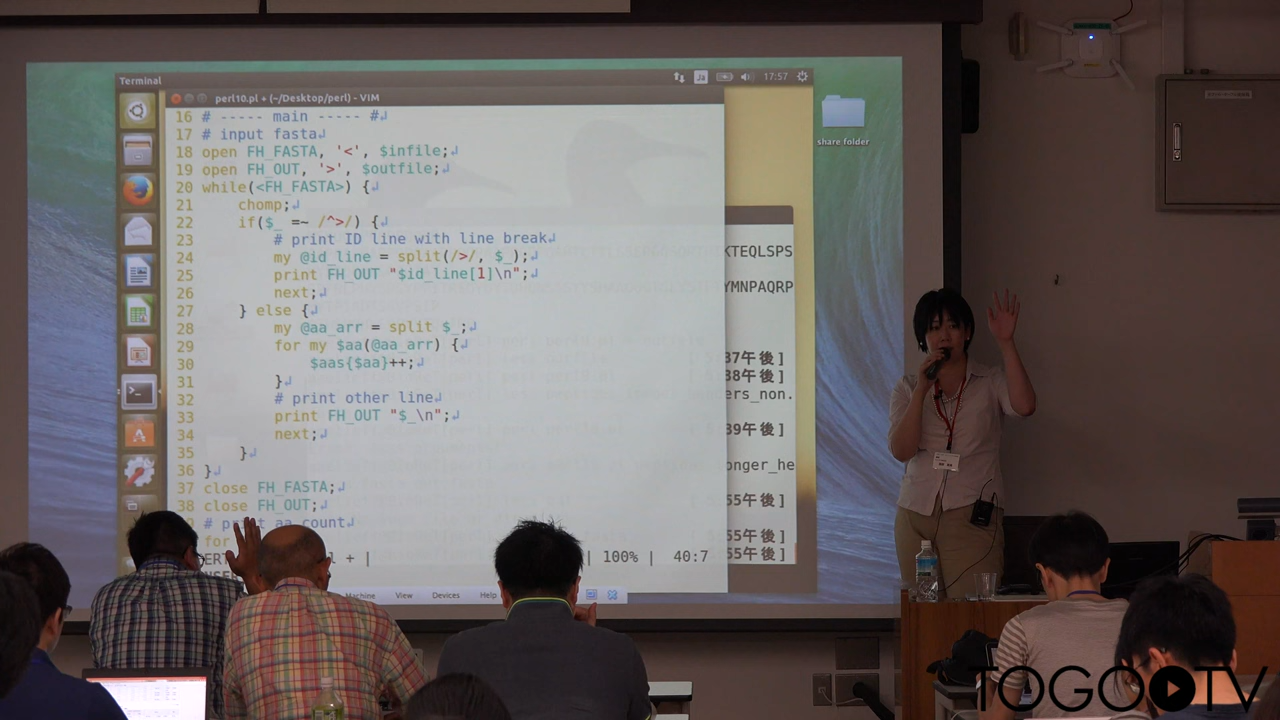 Terminal
Ja
17:57
perl10.pl + (~/Desktop/perl) - VIM
16 # ----- main ----- #
17 # input fasta
18 open FH_FASTA, '<', $infile;
19 open FH_OUT, '>', $outfile;
20 while(<FH_FASTA>) {
21 chomp;
22 if($_ =~ /^>/) {
23 # print ID line with line break
24 my @id_line = split(/>/, $_);
25 print FH_OUT "$id_line[1]\n";
26 next;
27 } else {
28 my @aa_arr = split $_;
29 for my $aa(@aa_arr) {
30 $aas{$aa}++;
31 }
32 # print other line
33 print FH_OUT "$_\n";
34 next;
35 }
36 }
37 close FH_FASTA;
38 close FH_OUT;
for
| 100% | 40:7
share folder
KTEQLSPS
YMNPAQRP
37午後]
38午後]
ers_non.
39午後]
onger_he
55午後]
55午後]
55午後]
Machine View Devices Help
TOGOTV